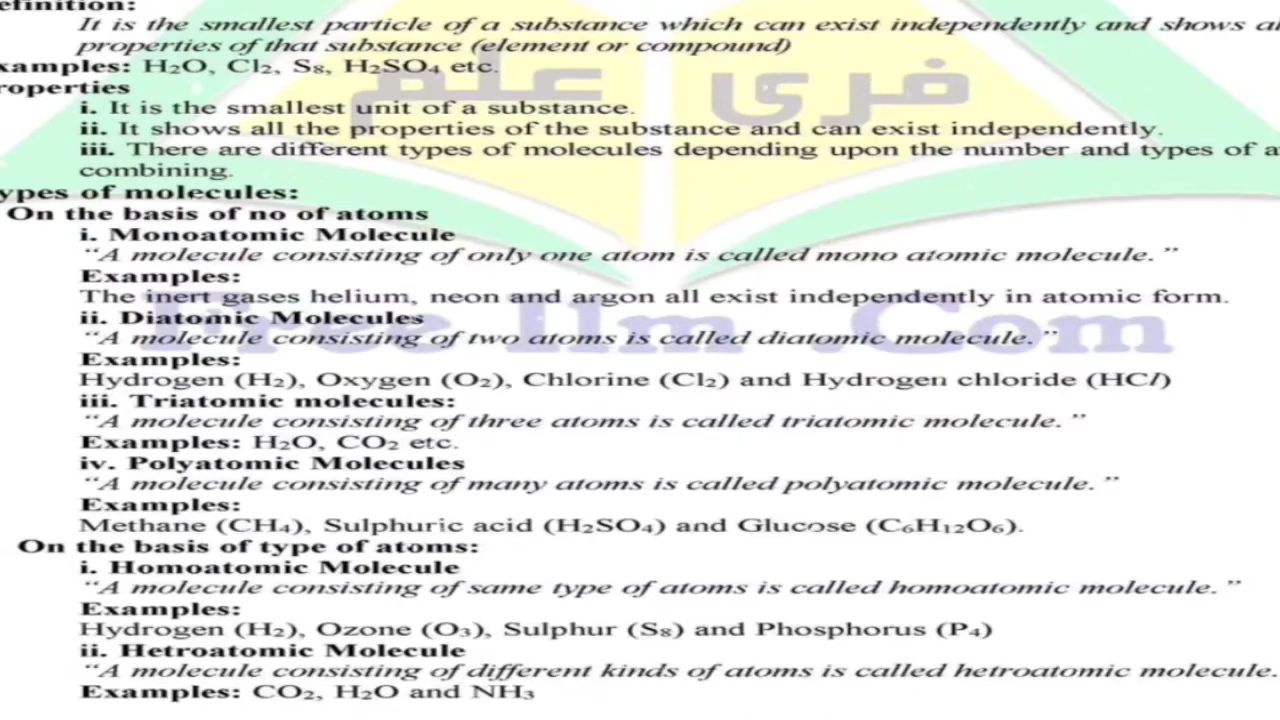 efinition:
It is the smallest particle of a substance which can exist independently and shows al
properties of that substance (element or compound)
xamples: H₂O, Cl₂, S₈, H₂SO₄ etc.
roperties
i. It is the smallest unit of a substance.
ii. It shows all the properties of the substance and can exist independently.
iii. There are different types of molecules depending upon the number and types of a
combining.
ypes of molecules:
On the basis of no of atoms
i. Monoatomic Molecule
“A molecule consisting of only one atom is called mono atomic molecule.”
Examples:
The inert gases helium, neon and argon all exist independently in atomic form.
ii. Diatomic Molecules
“A molecule consisting of two atoms is called diatomic molecule.”
Examples:
Hydrogen (H₂), Oxygen (O₂), Chlorine (Cl₂) and Hydrogen chloride (HCl)
iii. Triatomic molecules:
“A molecule consisting of three atoms is called triatomic molecule.”
Examples: H₂O, CO₂ etc.
iv. Polyatomic Molecules
“A molecule consisting of many atoms is called polyatomic molecule.”
Examples:
Methane (CH₄), Sulphuric acid (H₂SO₄) and Glucose (C₆H₁₂O₆).
On the basis of type of atoms:
i. Homoatomic Molecule
“A molecule consisting of same type of atoms is called homoatomic molecule.”
Examples:
Hydrogen (H₂), Ozone (O₃), Sulphur (S₈) and Phosphorus (P₄)
ii. Hetroatomic Molecule
“A molecule consisting of different kinds of atoms is called hetroatomic molecule.
Examples: CO₂, H₂O and NH₃
فری علم
Free Ilm .Com